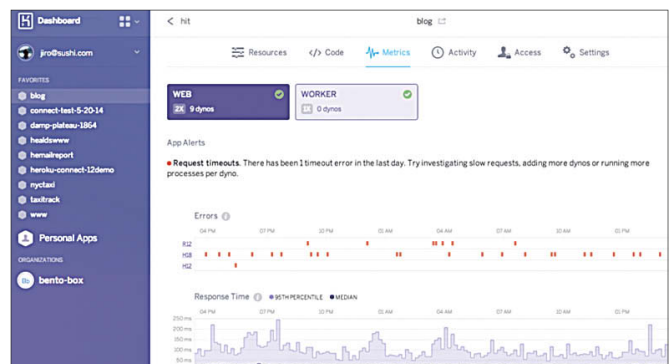 Dashboard
jiro@sushi.com
FAVORITES
blog
connect-test-5-20-14
damp-plateau-1864
healdswww
hemailreport
heroku-connect-12demo
nyctaxi
taxitrack
www
Personal Apps
ORGANIZATIONS
bento-box
hit
blog
Resources
</> Code
Metrics
Activity
Access
Settings
WEB
2X 9 dynos
WORKER
1X 0 dynos
App Alerts
Request timeouts. There has been 1 timeout error in the last day. Try investigating slow requests, adding more dynos or running more
processes per dyno.
Errors
04 PM 07 PM 10 PM 01 AM 04 AM 07 AM 10 AM 01 PM
R12
H18
H12
Response Time 95TH PERCENTILE MEDIAN
04 PM 07 PM 10 PM 01 AM 04 AM 07 AM 10 AM 01 PM
250 ms
200 ms
150 ms
100 ms
50 ms